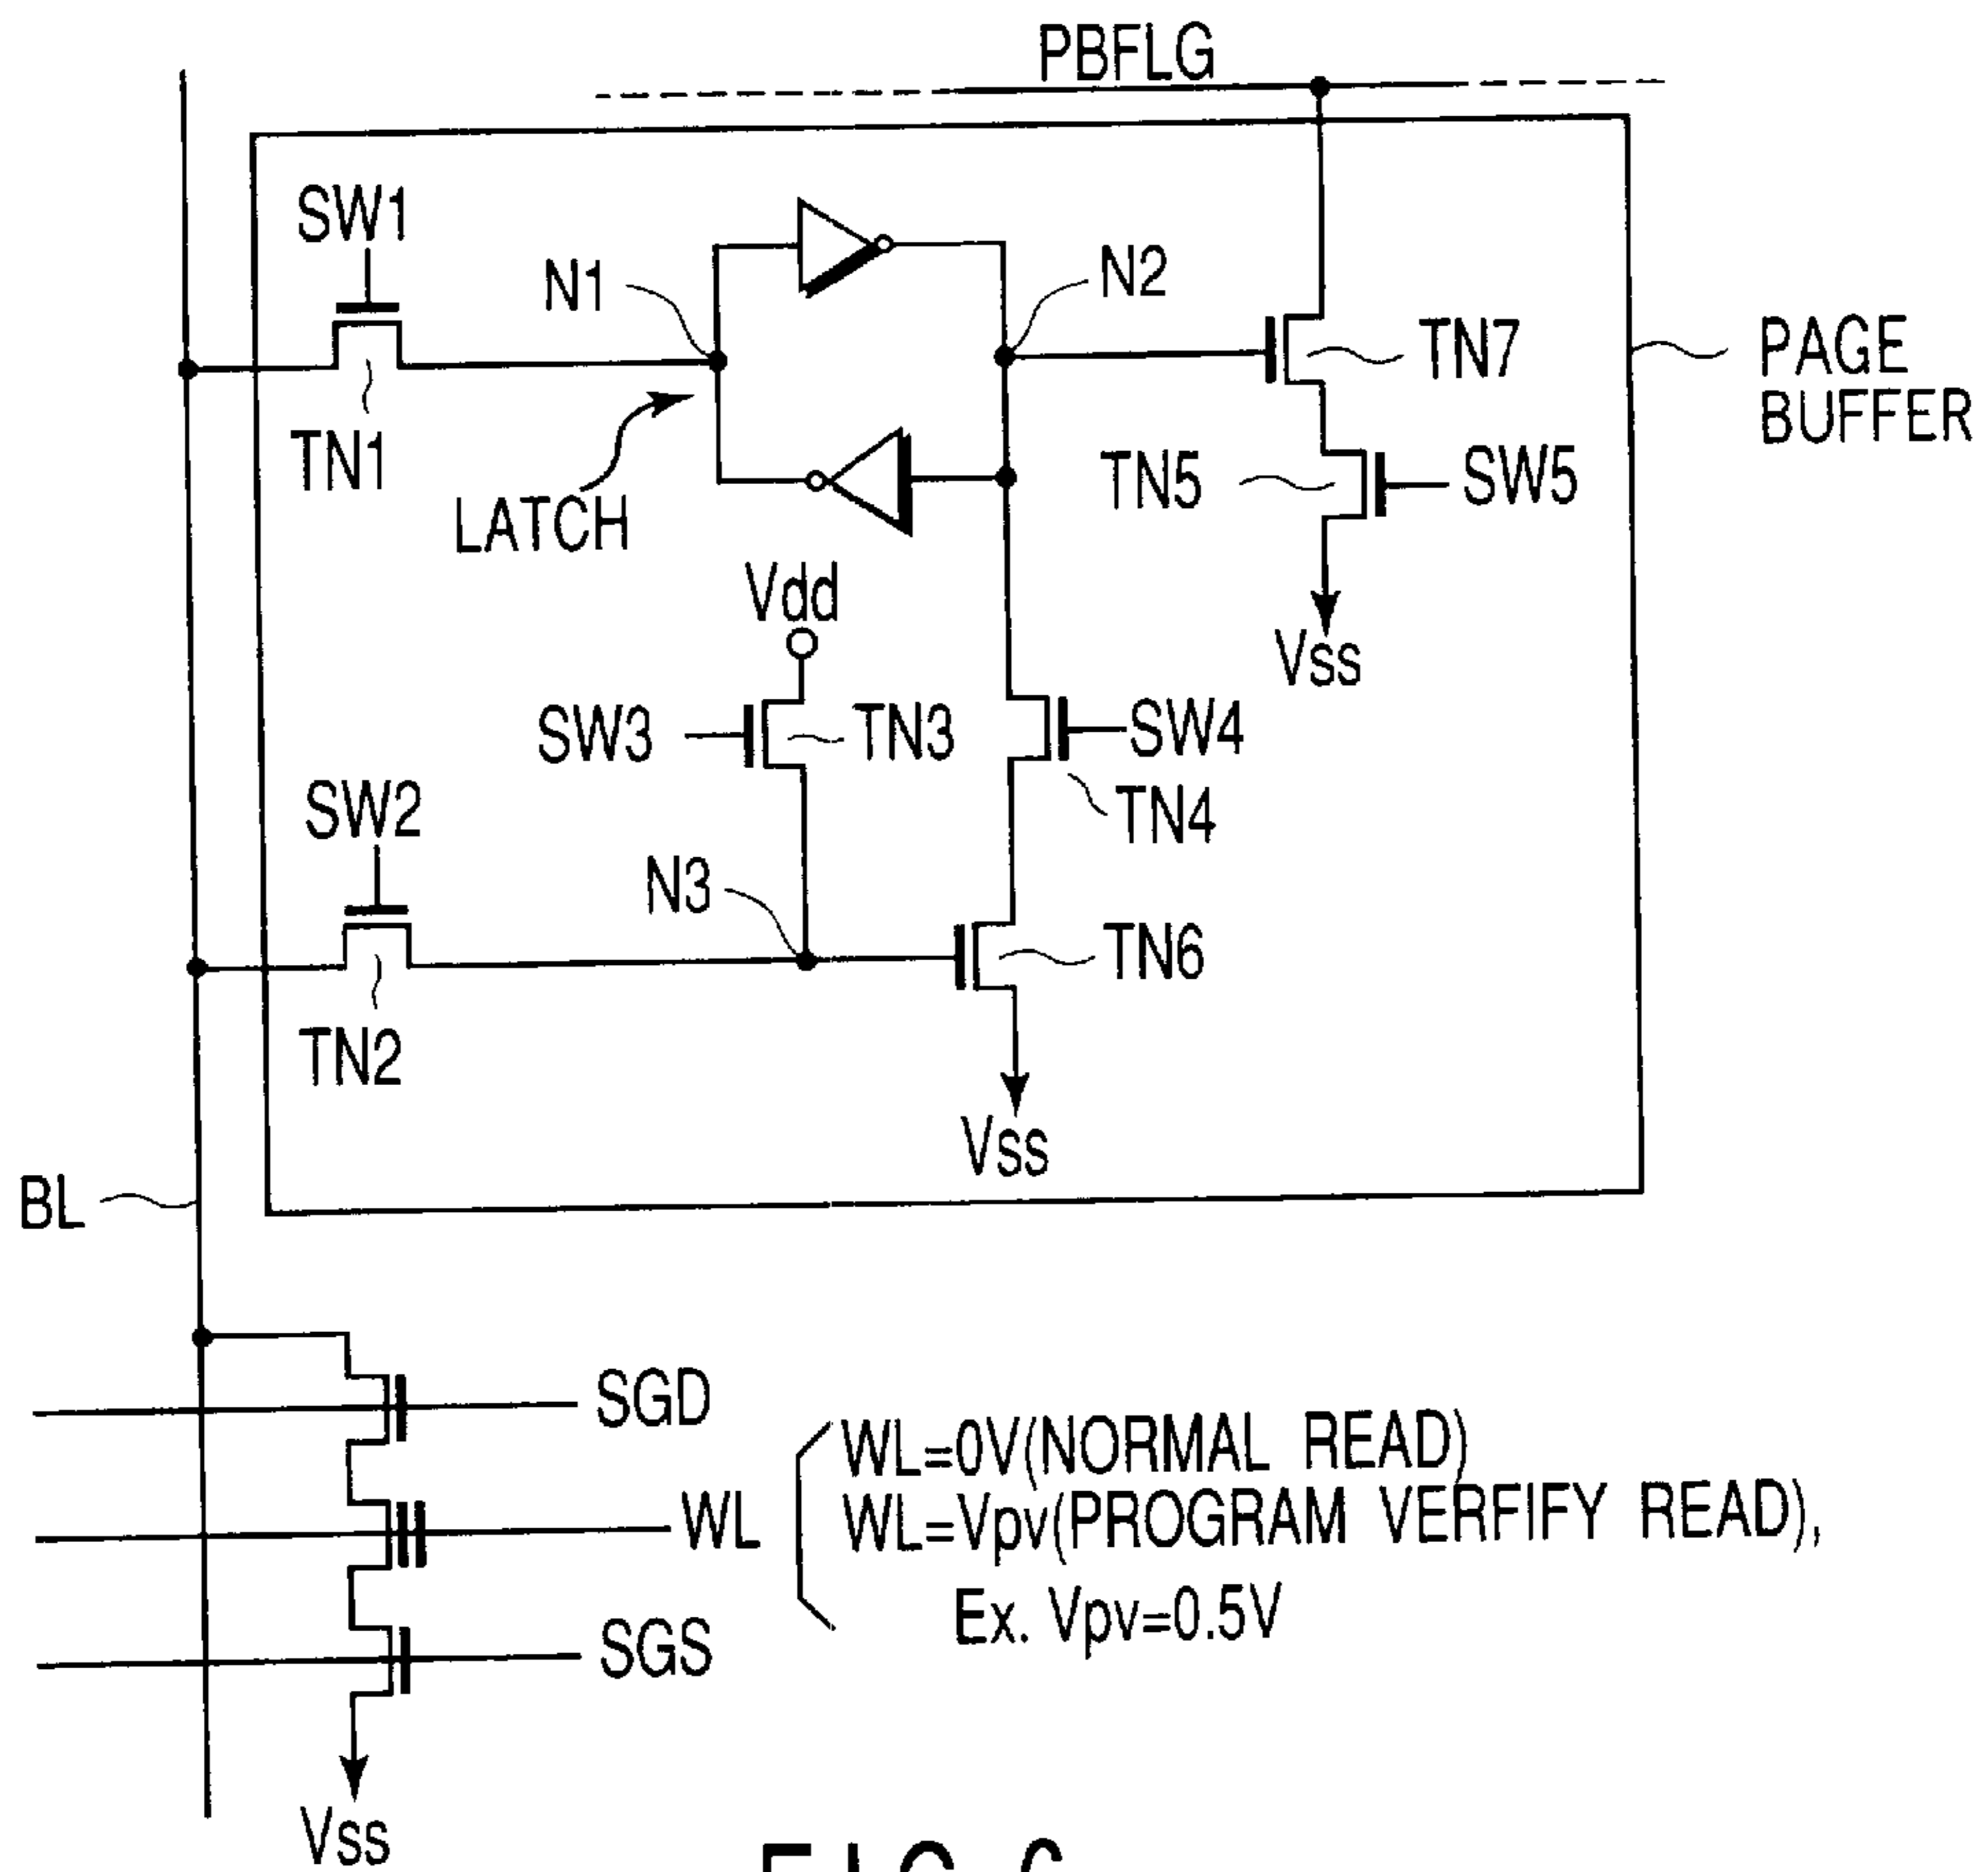 PBFLG
SW1
N1
N2
TN7
PAGE
BUFFER
TN1
LATCH
TN5
SW5
Vdd
Vss
SW3
TN3
SW4
TN4
SW2
N3
TN6
TN2
Vss
BL
SGD
WL=0V(NORMAL READ)
WL
WL=Vpv(PROGRAM VERFIFY READ),
Ex. Vpv=0.5V
SGS
Vss